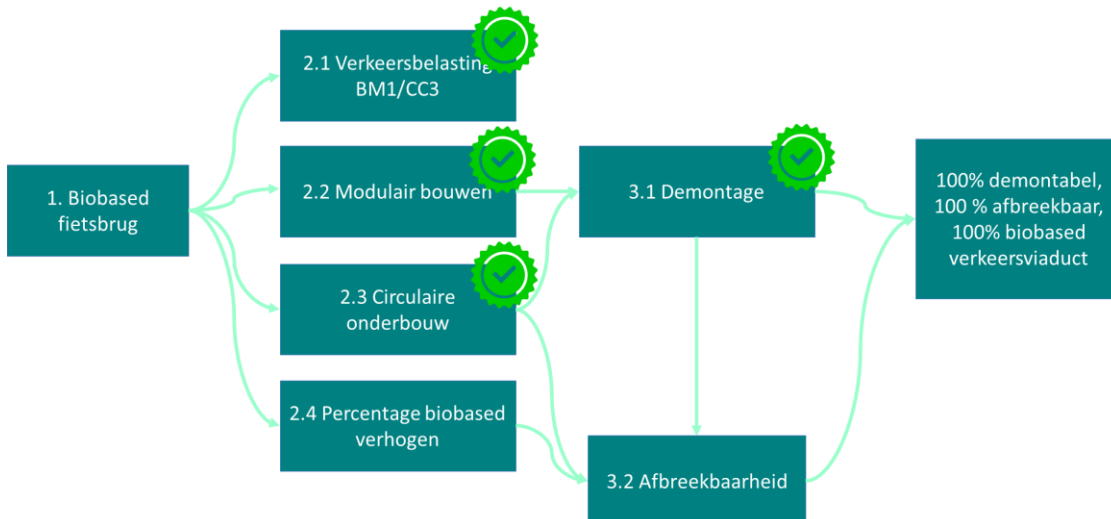 2.1 Verkeersbelasting
BM1/CC3
1. Biobased
fietsbrug
2.2 Modulair bouwen
3.1 Demontage
2.3 Circulaire
onderbouw
2.4 Percentage biobased
verhogen
3.2 Afbreekbaarheid
100% demontabel,
100 % afbreekbaar,
100% biobased
verkeersviaduct